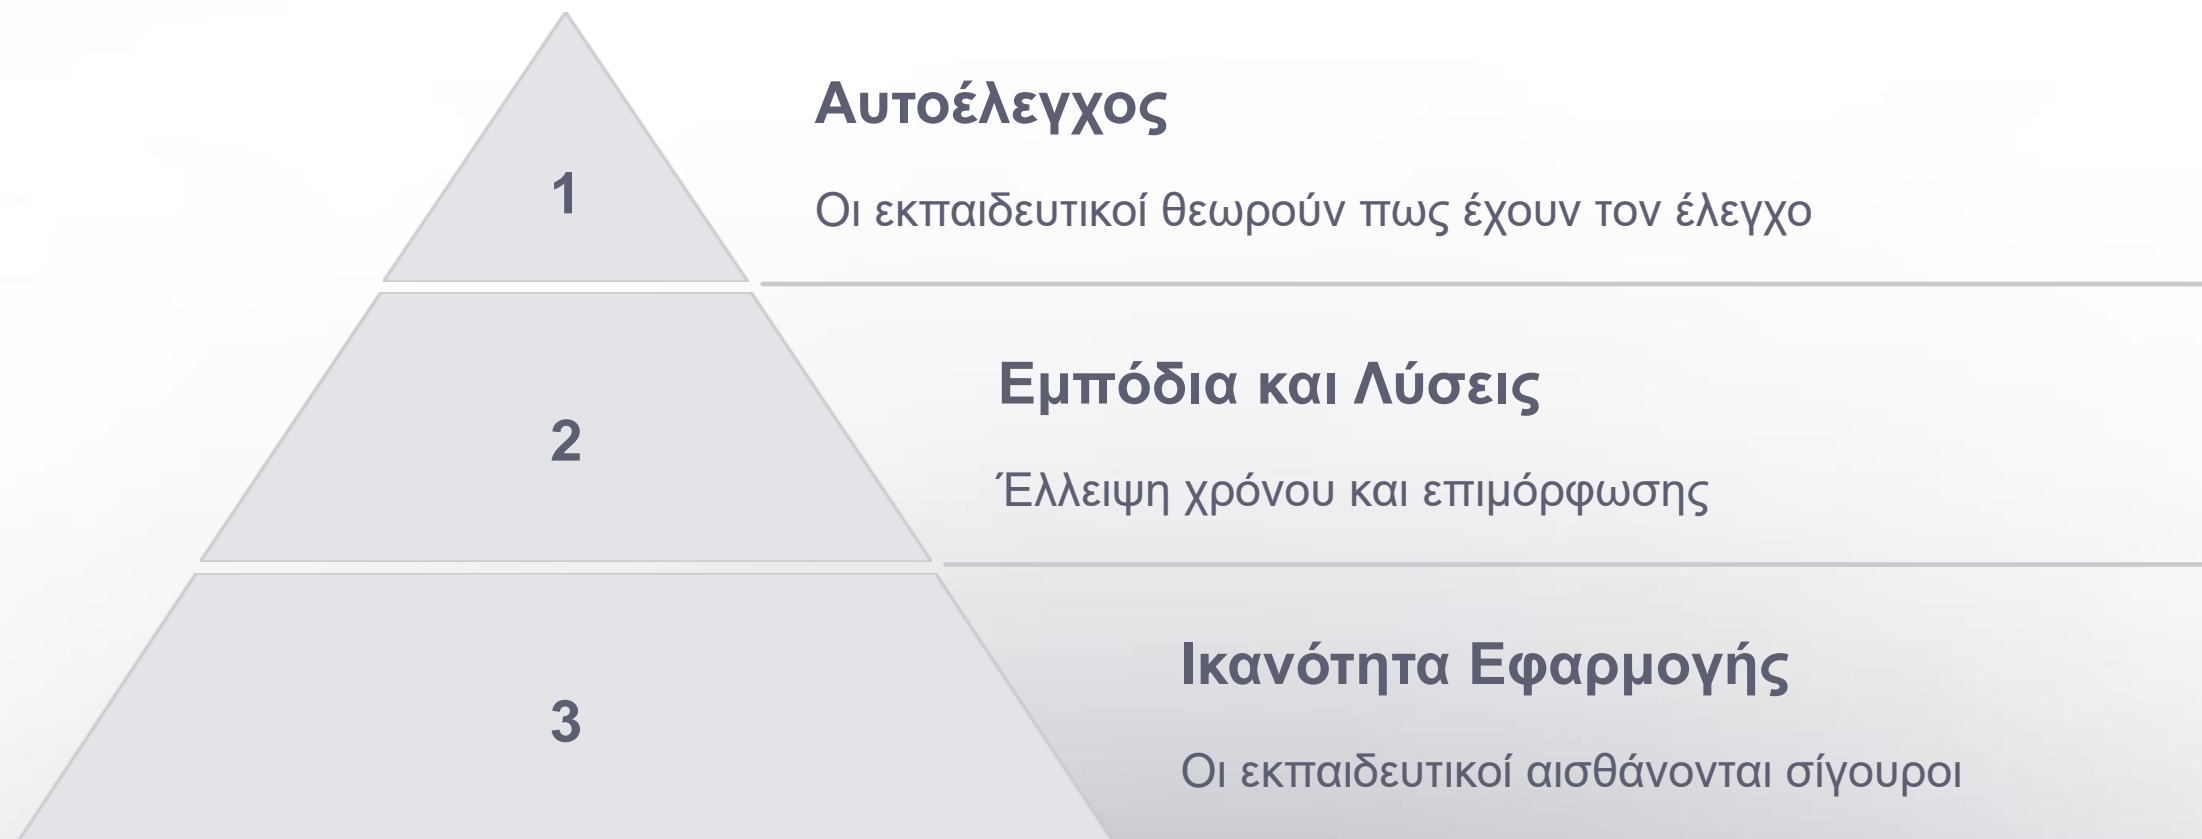 1
Αυτοέλεγχος
Οι εκπαιδευτικοί θεωρούν πως έχουν τον έλεγχο
2
Εμπόδια και Λύσεις
Έλλειψη χρόνου και επιμόρφωσης
3
Ικανότητα Εφαρμογής
Οι εκπαιδευτικοί αισθάνονται σίγουροι